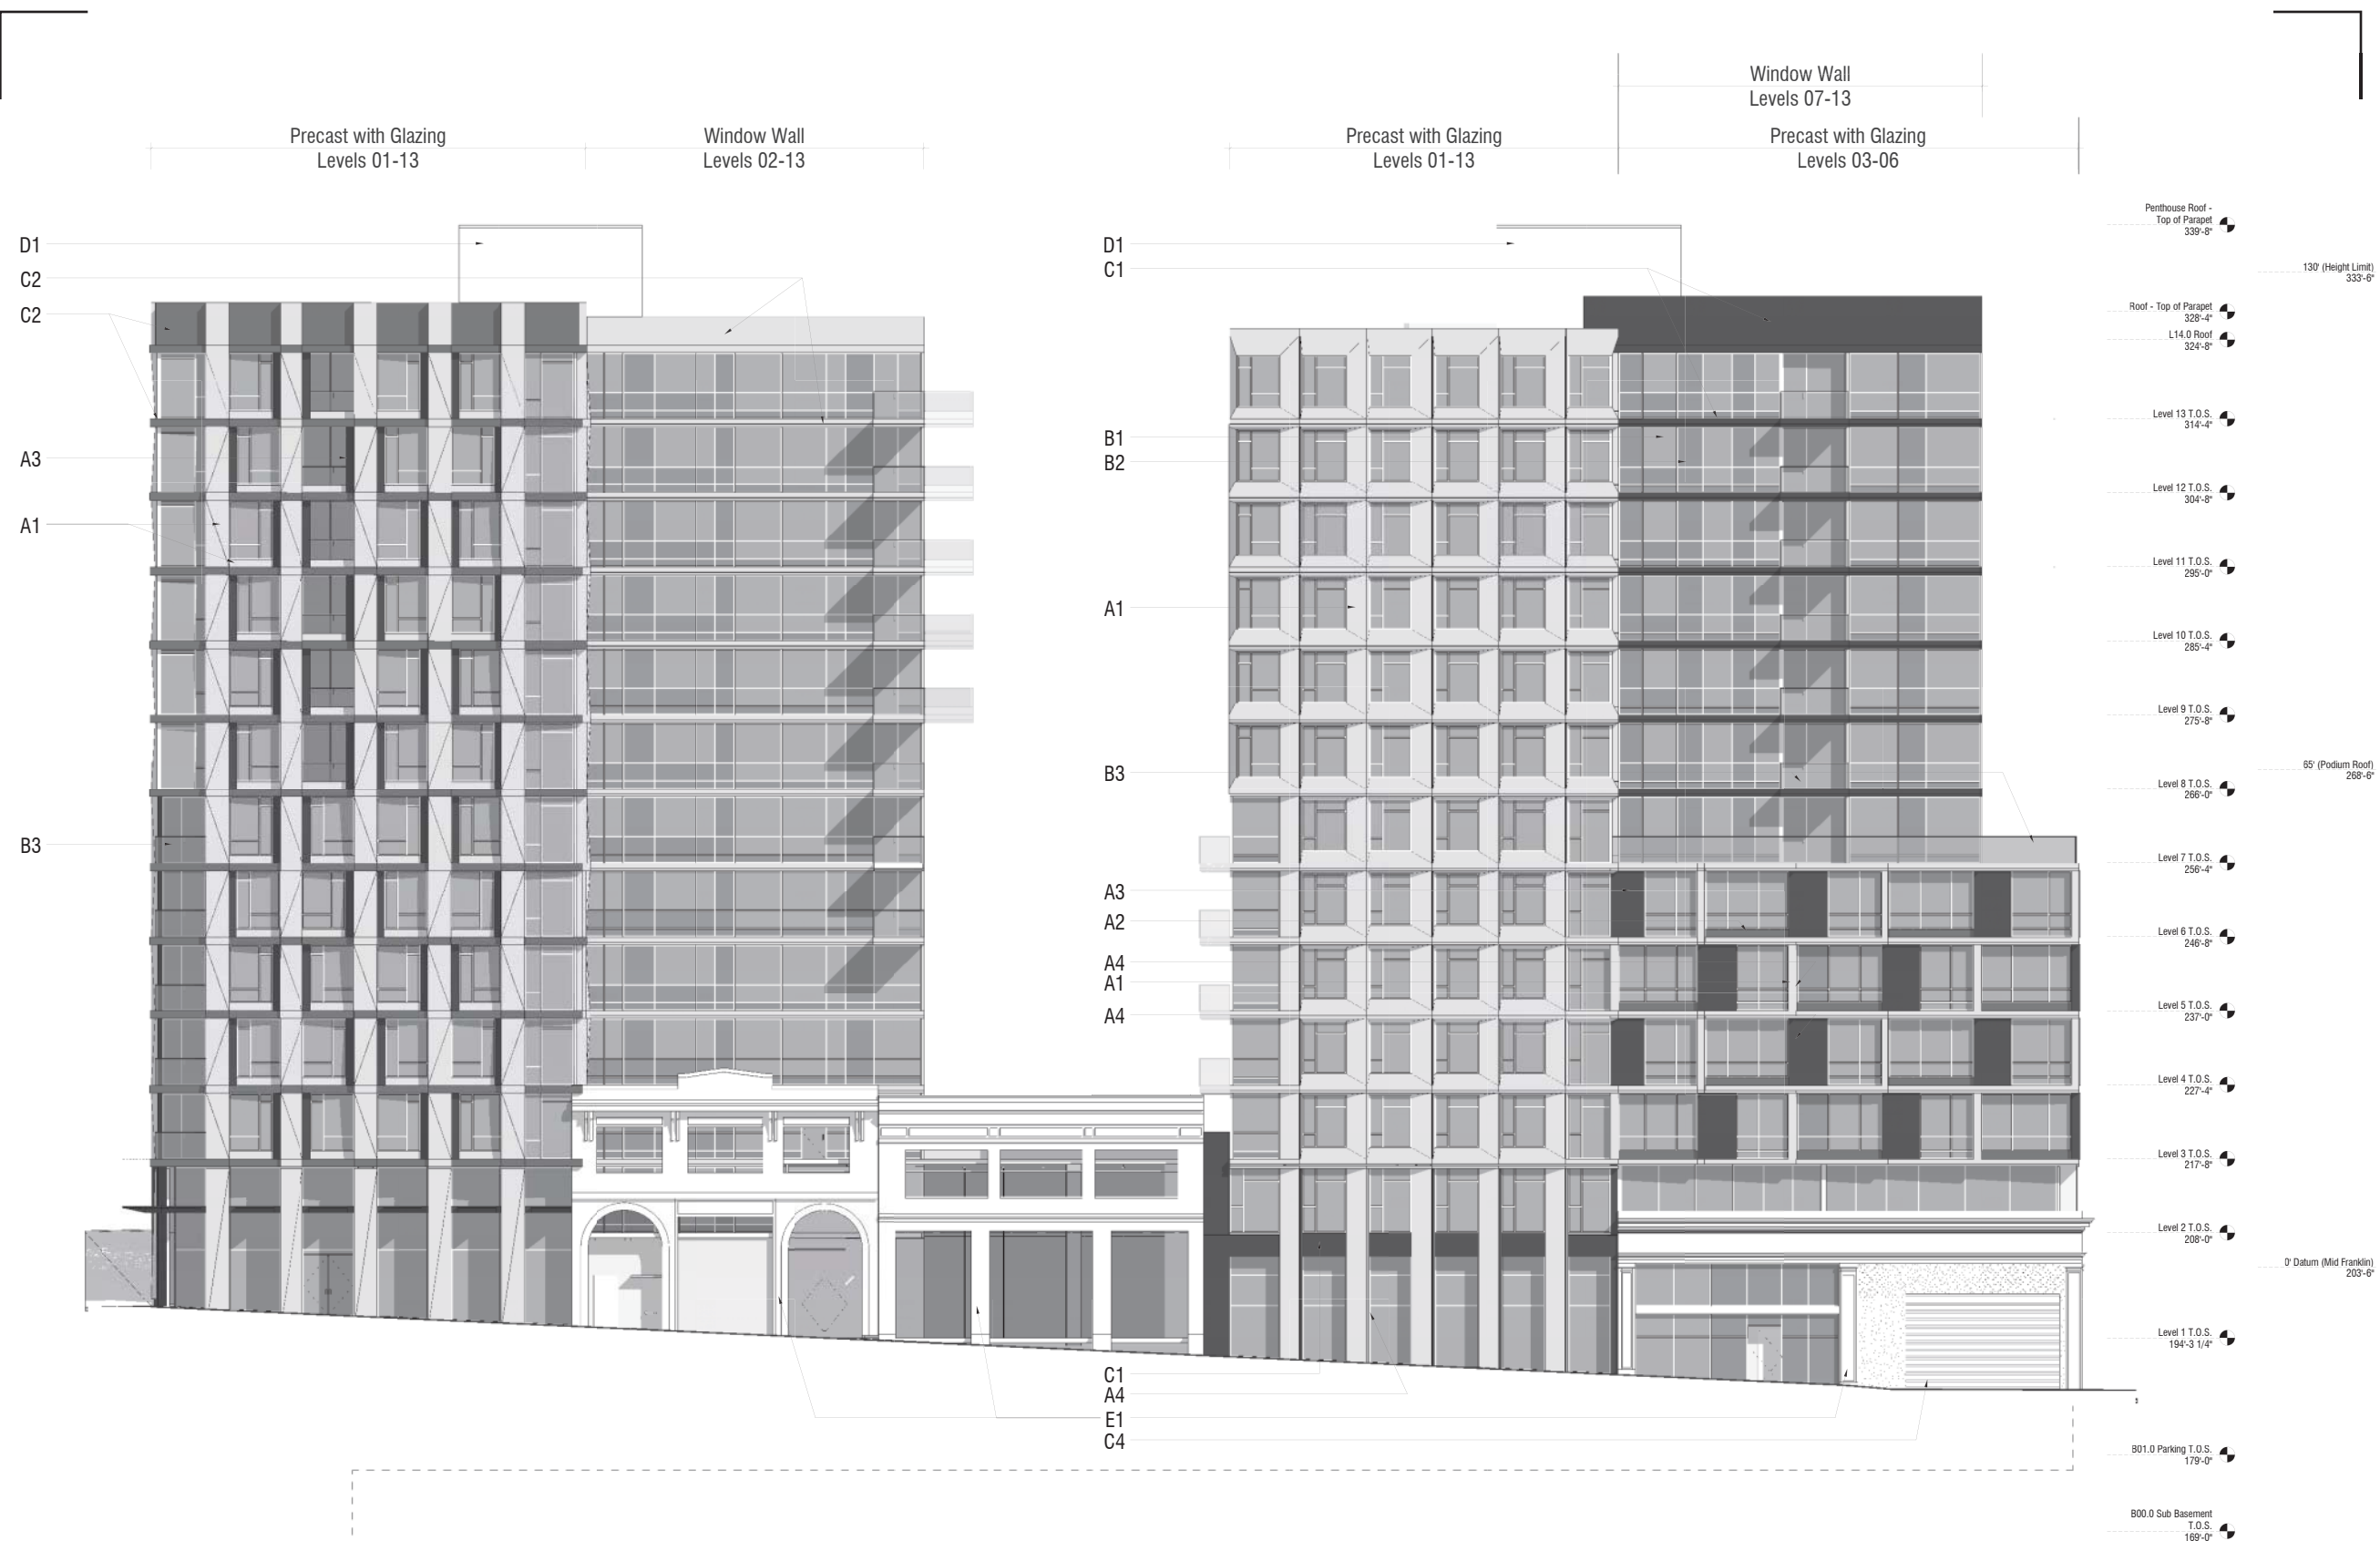 Window Wall
Levels 07-13
Precast with Glazing
Levels 01-13
Window Wall
Levels 02-13
Precast with Glazing
Levels 01-13
Precast with Glazing
Levels 03-06
D1
C2
C2
A3
A1
B3
D1
C1
B1
B2
A1
B3
A3
A2
A4
A1
A4
C1
A4
E1
C4
Penthouse Roof -
Top of Parapet
339'-8"
130' (Height Limit)
333'-6"
Roof - Top of Parapet
328'-4"
L14.0 Roof
324'-8"
Level 13 T.O.S.
314'-4"
Level 12 T.O.S.
304'-8"
Level 11 T.O.S.
295'-0"
Level 10 T.O.S.
285'-4"
Level 9 T.O.S.
275'-8"
65' (Podium Roof)
268'-6"
Level 8 T.O.S.
266'-0"
Level 7 T.O.S.
256'-4"
Level 6 T.O.S.
246'-8"
Level 5 T.O.S.
237'-0"
Level 4 T.O.S.
227'-4"
Level 3 T.O.S.
217'-8"
Level 2 T.O.S.
208'-0"
0' Datum (Mid Franklin)
203'-6"
Level 1 T.O.S.
194'-3 1/4"
B01.0 Parking T.O.S.
179'-0"
B00.0 Sub Basement
T.O.S.
169'-0"